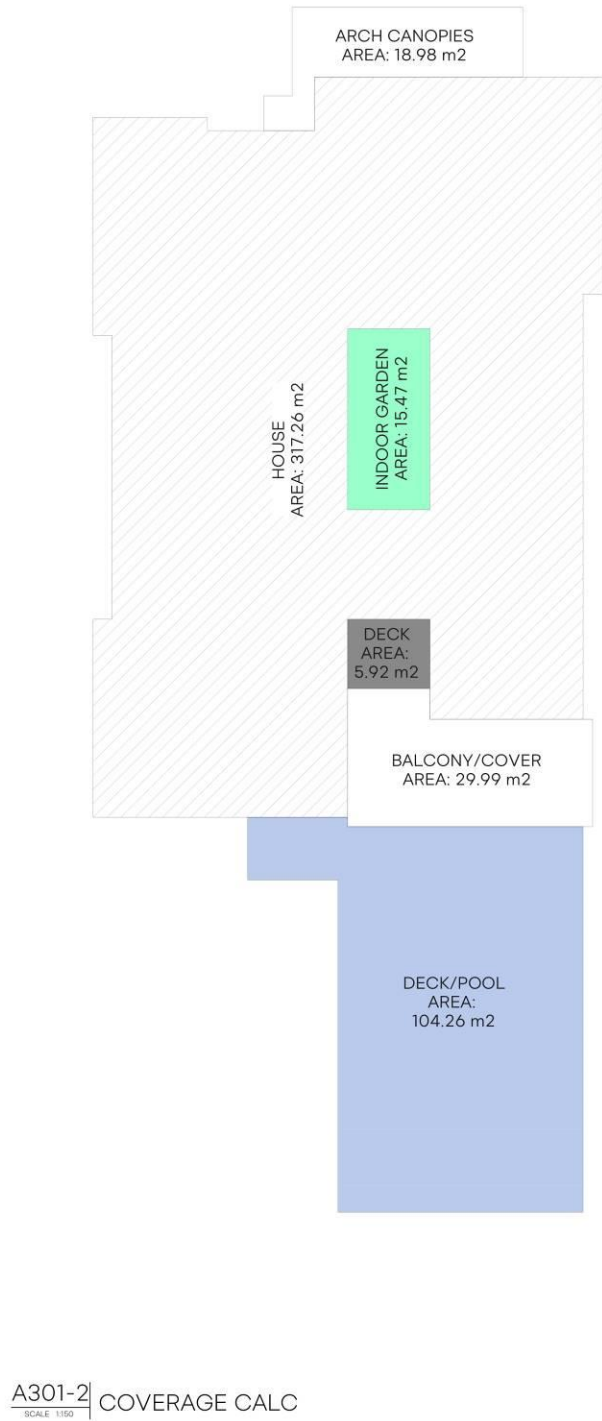 ARCH CANOPIES
AREA: 18.98 m2
HOUSE
AREA: 317.26 m2
INDOOR GARDEN
AREA: 15.47 m2
DECK
AREA:
5.92 m2
BALCONY/COVER
AREA: 29.99 m2
DECK/POOL
AREA:
104.26 m2
A301-2
SCALE 1:150
COVERAGE CALC